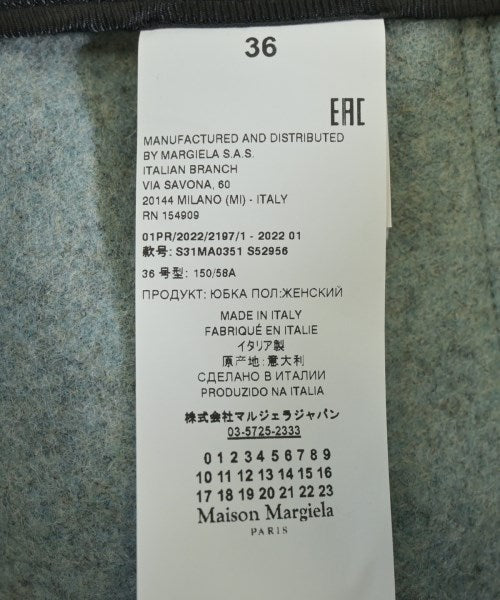 36
EAC
MANUFACTURED AND DISTRIBUTED
BY MARGIELA S.A.S.
ITALIAN BRANCH
VIA SAVONA, 60
20144 MILANO (MI) - ITALY
RN 154909
01PR/2022/2197/1 - 2022 01
款号: S31MA0351 S52956
36 号型: 150/58A
ПРОДУКТ: ЮБКА ПОЛ:ЖЕНСКИЙ
MADE IN ITALY
FABRIQUÉ EN ITALIE
イタリア製
原产地:意大利
СДЕЛАНО В ИТАЛИИ
PRODUZIDO NA ITALIA
株式会社マルジェラジャパン
03-5725-2333
0 1 2 3 4 5 6 7 8 9
10 11 12 13 14 15 16
17 18 19 20 21 22 23
Maison Margiela
PARIS